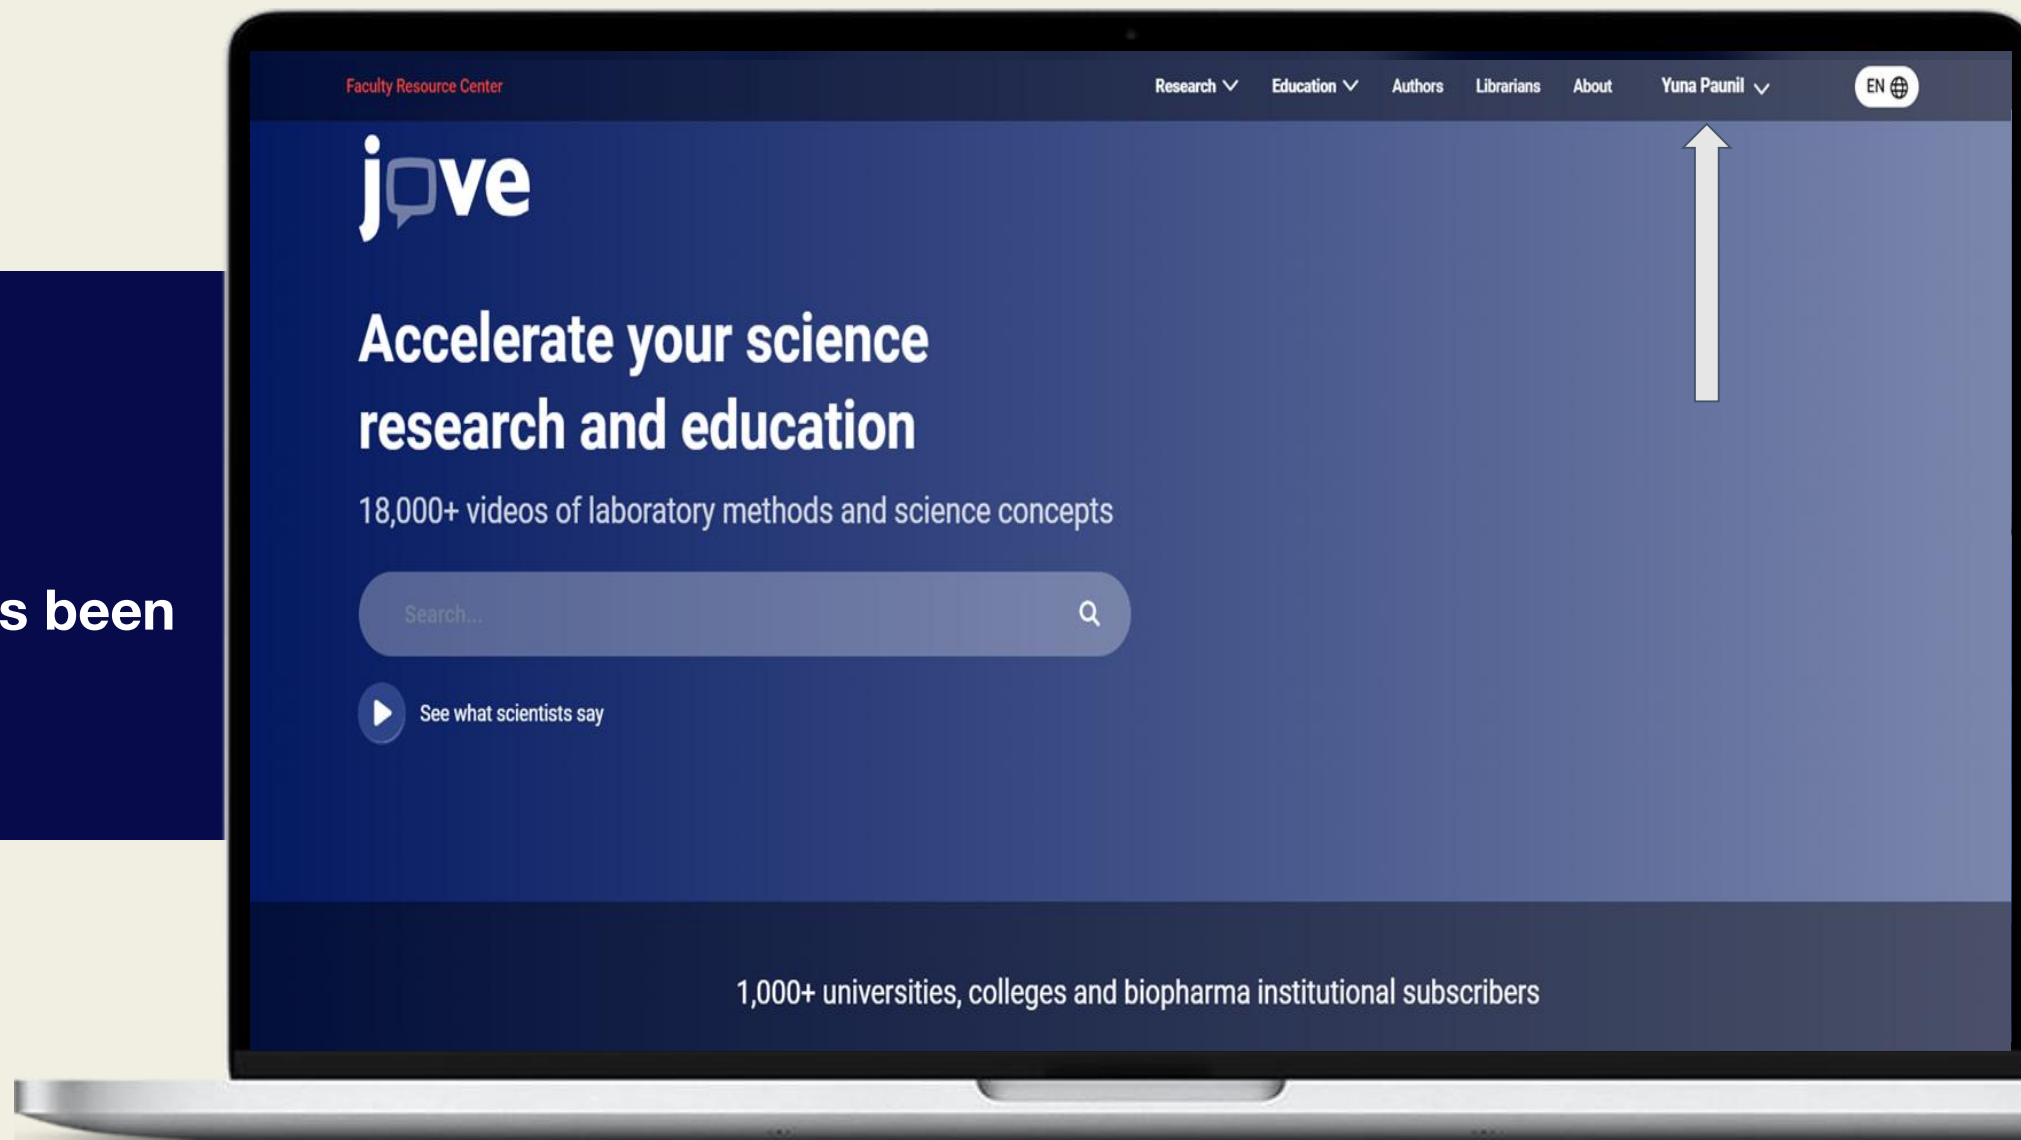 Faculty Resource Center
Research Education Authors Librarians About Yuna Paunil EN
jove
Accelerate your science
research and education
18,000+ videos of laboratory methods and science concepts
Search...
s been
See what scientists say
1,000+ universities, colleges and biopharma institutional subscribers